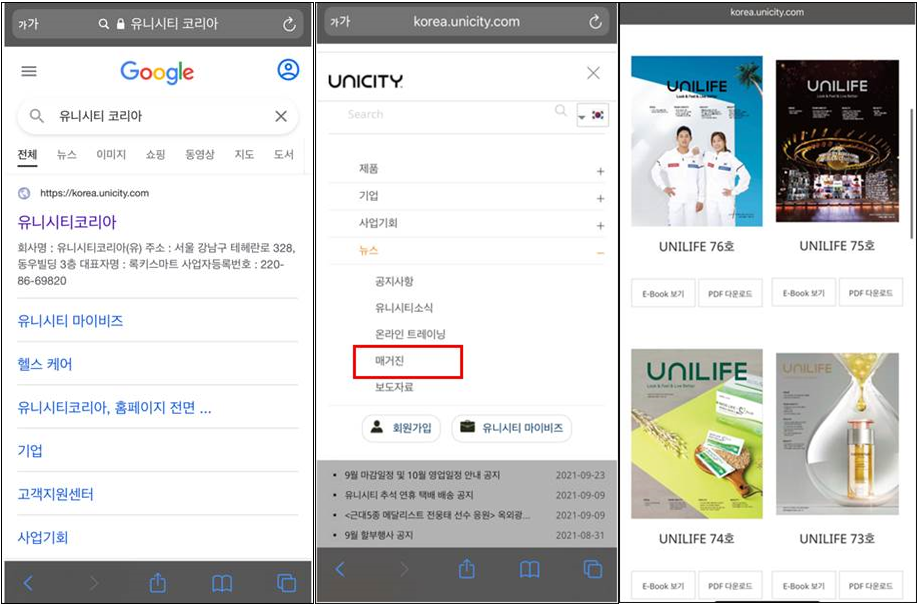 가가
유니시티 코리아
Google
유니시티 코리아
전체 뉴스 이미지 쇼핑 동영상 지도 도서
https://korea.unicity.com
유니시티코리아
회사명 : 유니시티코리아(유) 주소 : 서울 강남구 테헤란로 328,
동우빌딩 3층 대표자명 : 록키스마트 사업자등록번호 : 220-
86-69820
유니시티 마이비즈
헬스 케어
유니시티코리아, 홈페이지 전면 ...
기업
고객지원센터
사업기회
가가
korea.unicity.com
UNICITY
Search
제품
기업
사업기회
뉴스
공지사항
유니시티소식
온라인 트레이닝
매거진
보도자료
회원가입
유니시티 마이비즈
9월 마감일정 및 10월 영업일정 안내 공지 2021-09-23
유니시티 추석 연휴 택배 배송 공지 2021-09-09
<근대5종 메달리스트 전웅태 선수 응원> 옥외광... 2021-09-09
9월 할부행사 공지 2021-08-31
korea.unicity.com
UNILIFE
Look & Feel & Live Better
UNILIFE
Look & Feel & Live Better
UNILIFE 76호
UNILIFE 75호
E-Book 보기
PDF 다운로드
E-Book 보기
PDF 다운로드
UNILIFE
Look & Feel & Live Better
UNILIFE
UNILIFE 74호
UNILIFE 73호
E-Book 보기
PDF 다운로드
E-Book 보기
PDF 다운로드